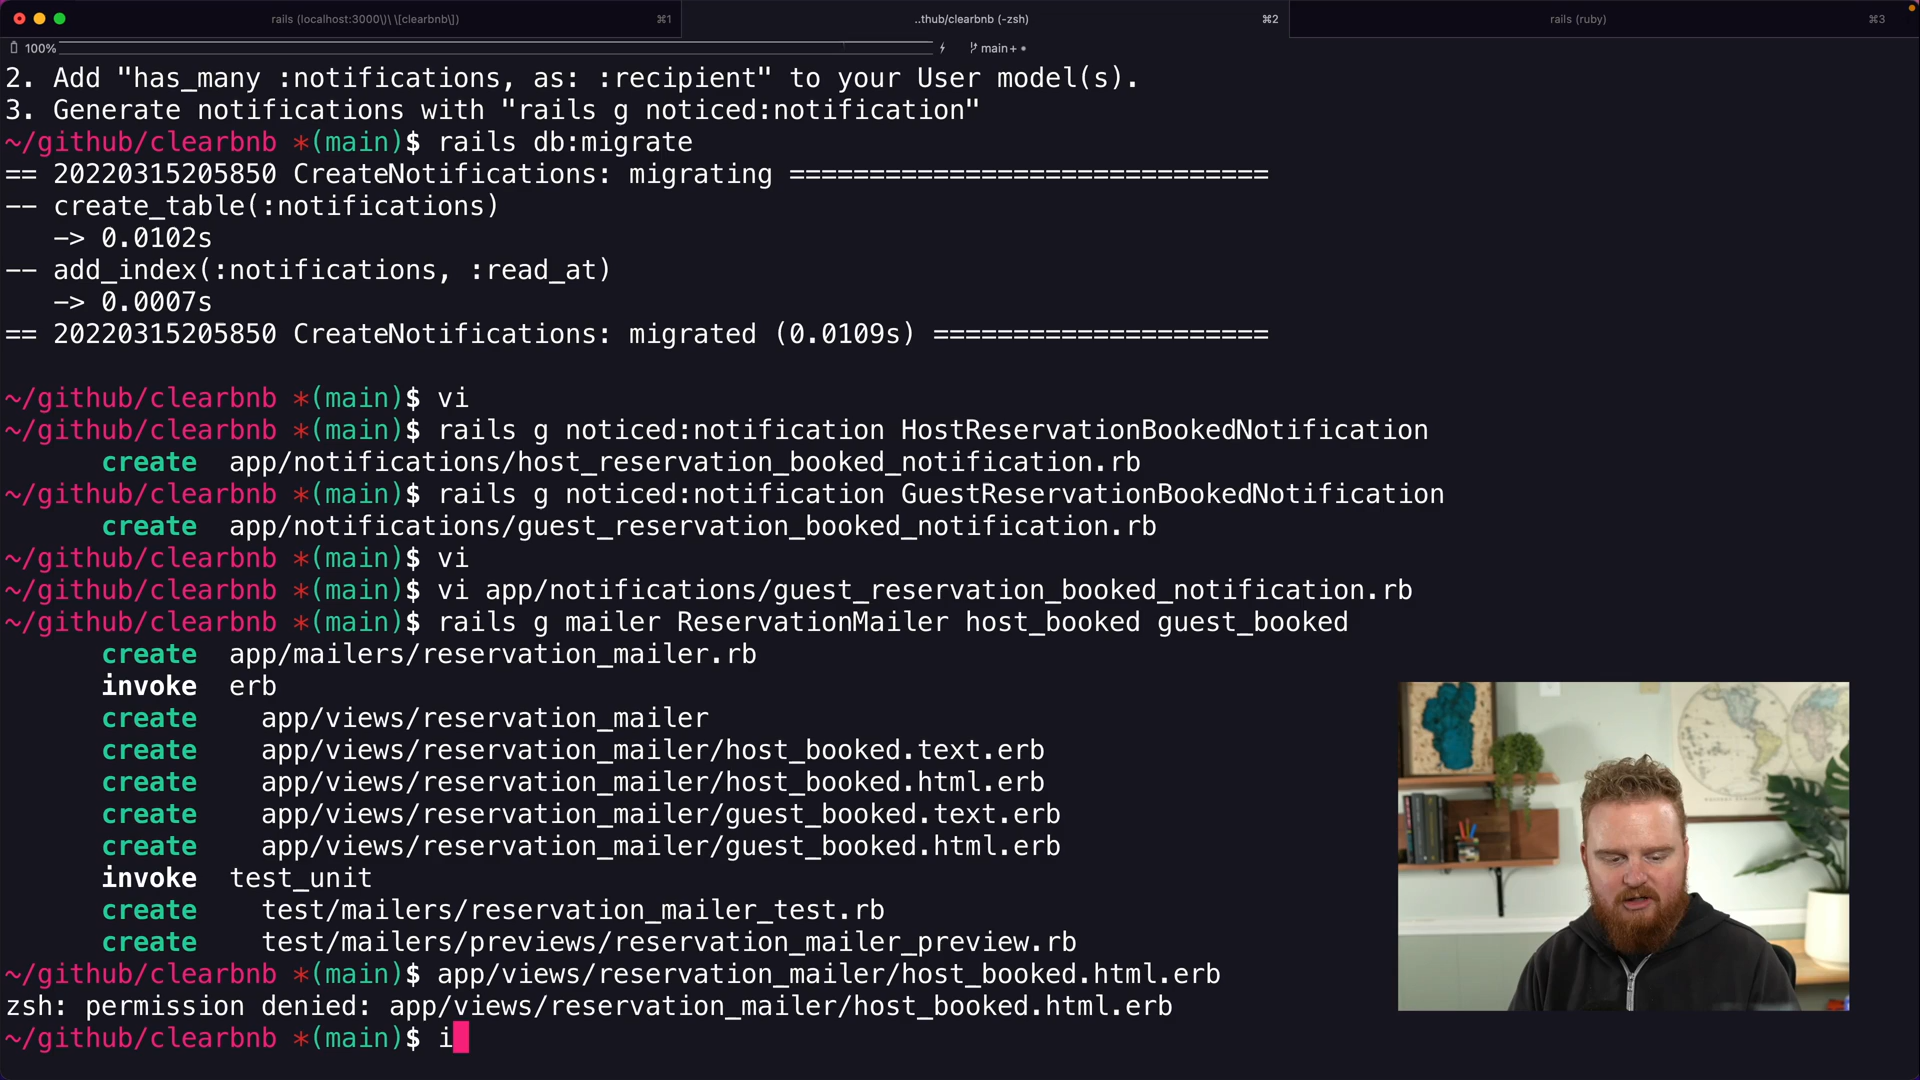 rails (localhost:3000\)\ \[clearbnb\])
⌘1
..thub/clearbnb (-zsh)
⌘2
rails (ruby)
⌘3
100%
main+ •
2. Add "has_many :notifications, as: :recipient" to your User model(s).
3. Generate notifications with "rails g noticed:notification"
~/github/clearbnb *(main)$ rails db:migrate
== 20220315205850 CreateNotifications: migrating ==============================
-- create_table(:notifications)
   -> 0.0102s
-- add_index(:notifications, :read_at)
   -> 0.0007s
== 20220315205850 CreateNotifications: migrated (0.0109s) =====================
~/github/clearbnb *(main)$ vi
~/github/clearbnb *(main)$ rails g noticed:notification HostReservationBookedNotification
      create  app/notifications/host_reservation_booked_notification.rb
~/github/clearbnb *(main)$ rails g noticed:notification GuestReservationBookedNotification
      create  app/notifications/guest_reservation_booked_notification.rb
~/github/clearbnb *(main)$ vi
~/github/clearbnb *(main)$ vi app/notifications/guest_reservation_booked_notification.rb
~/github/clearbnb *(main)$ rails g mailer ReservationMailer host_booked guest_booked
      create  app/mailers/reservation_mailer.rb
      invoke  erb
      create    app/views/reservation_mailer
      create    app/views/reservation_mailer/host_booked.text.erb
      create    app/views/reservation_mailer/host_booked.html.erb
      create    app/views/reservation_mailer/guest_booked.text.erb
      create    app/views/reservation_mailer/guest_booked.html.erb
      invoke  test_unit
      create    test/mailers/reservation_mailer_test.rb
      create    test/mailers/previews/reservation_mailer_preview.rb
~/github/clearbnb *(main)$ app/views/reservation_mailer/host_booked.html.erb
zsh: permission denied: app/views/reservation_mailer/host_booked.html.erb
~/github/clearbnb *(main)$ i